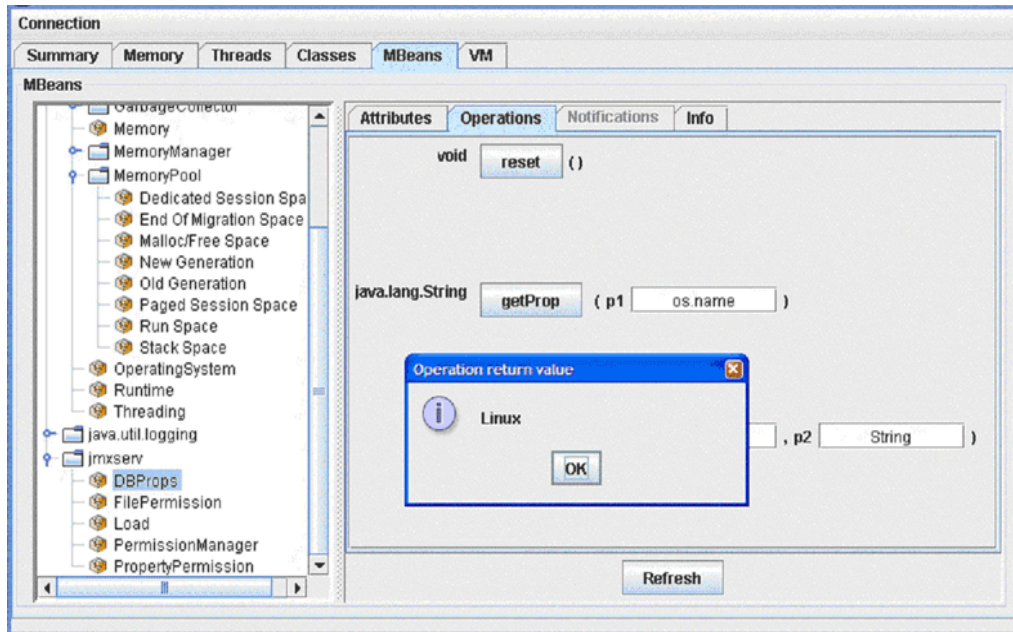 Connection
Summary Memory Threads Classes MBeans VM
MBeans
GarbageCollector
Memory
MemoryManager
MemoryPool
Dedicated Session Spa
End Of Migration Space
Malloc/Free Space
New Generation
Old Generation
Paged Session Space
Run Space
Stack Space
OperatingSystem
Runtime
Threading
java.util.logging
jmxserv
DBProps
FilePermission
Load
PermissionManager
PropertyPermission
Attributes Operations Notifications Info
void reset ( )
java.lang.String getProp ( p1 os.name )
, p2 String )
Operation return value
i
Linux
OK
Refresh